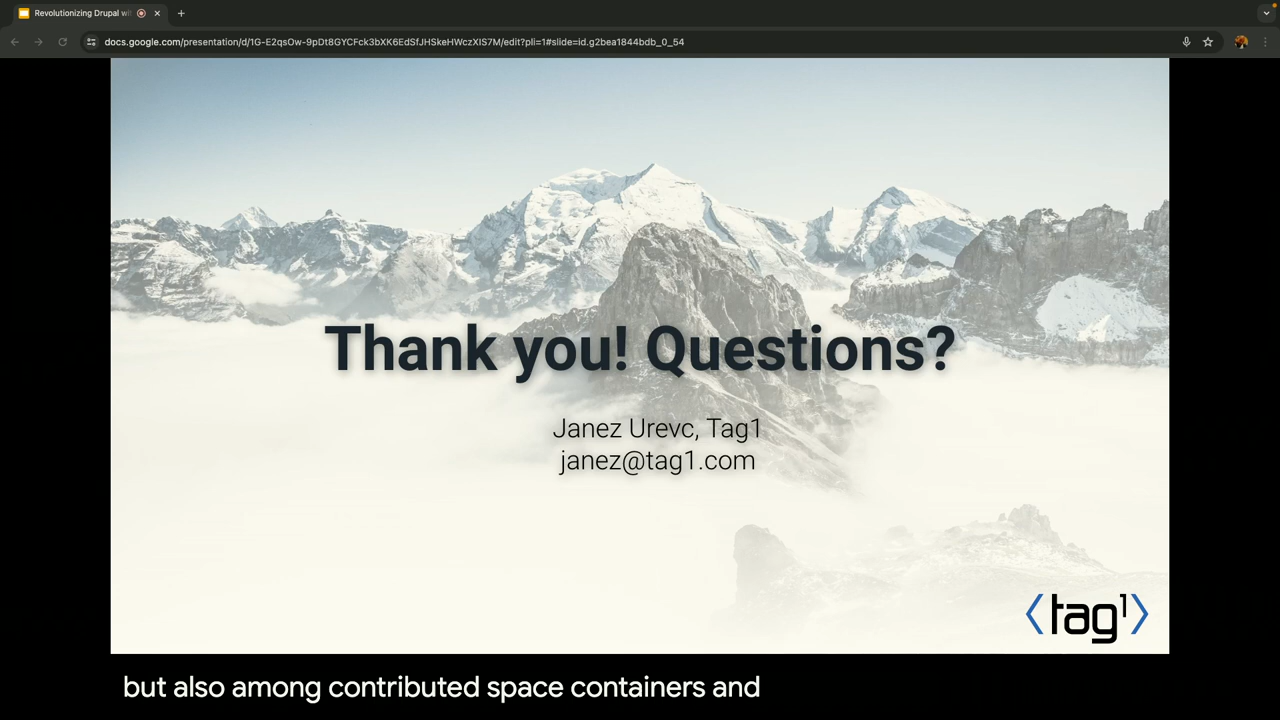 Revolutionizing Drupal wi
docs.google.com/presentation/d/1G-E2qsOw-9pDt8GYCFck3bXK6EdSfJHSkeHWczXIS7M/edit?pli=1#slide=id.g2bea1844bdb_0_54
Thank you! Questions?
Janez Urevc, Tag1
janez@tag1.com
tag1
but also among contributed space containers and